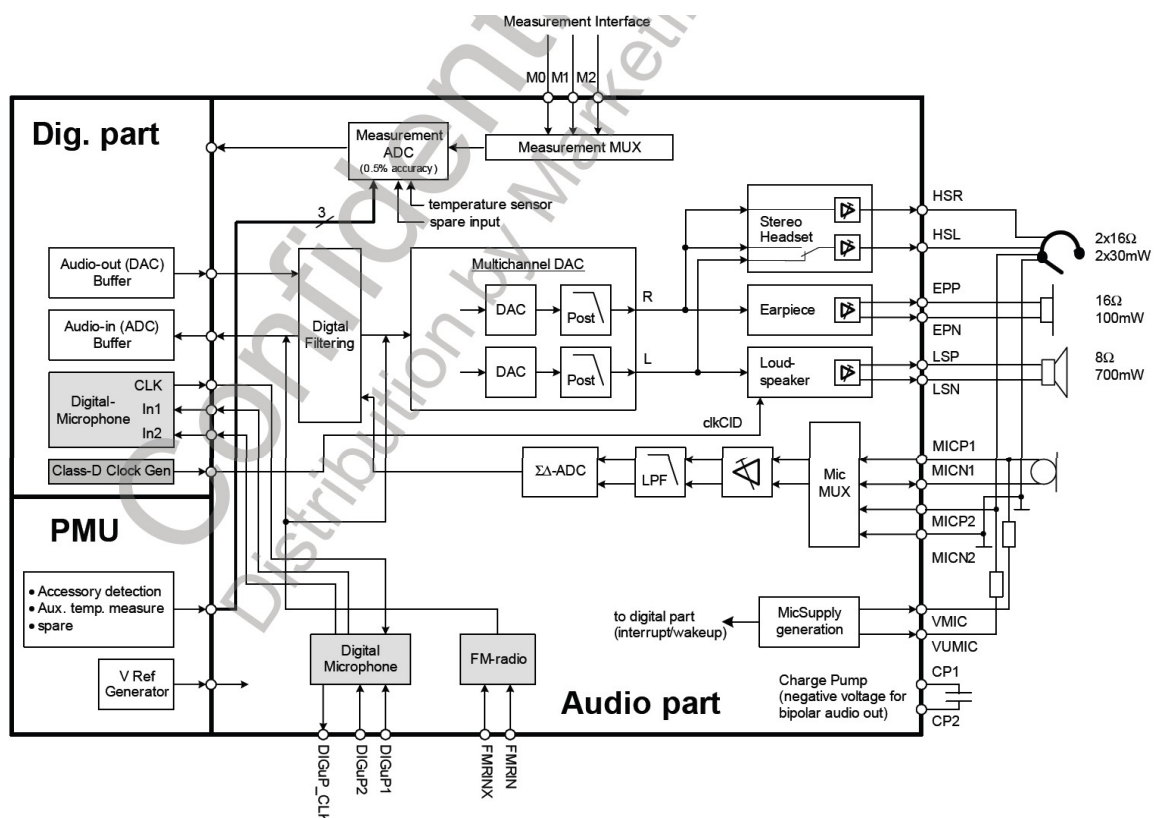 Measurement Interface
M0 M1 M2
Dig. part
Measurement
ADC
(0.5% accuracy)
Measurement MUX
3
temperature sensor
spare input
Audio-out (DAC)
Buffer
Audio-in (ADC)
Buffer
Digital
Filtering
Multichannel DAC
DAC
Post
R
DAC
Post
L
Stereo
Headset
Earpiece
Loud-
speaker
HSR
HSL
2x16Ω
2x30mW
EPP
EPN
16Ω
100mW
LSP
LSN
8Ω
700mW
CLK
Digital-
Microphone
In1
In2
Class-D Clock Gen
clkCID
ΣΔ-ADC
LPF
Mic
MUX
MICP1
MICN1
MICP2
MICN2
PMU
• Accessory detection
• Aux. temp. measure
• spare
V Ref
Generator
Digital
Microphone
FM-radio
to digital part
(interrupt/wakeup)
MicSupply
generation
VMIC
VUMIC
Charge Pump
(negative voltage for
bipolar audio out)
CP1
CP2
Audio part
DIGuP_CLK
DIGuP2
DIGuP1
FMRINX
FMRIN
Confident
Distribution by Marketi